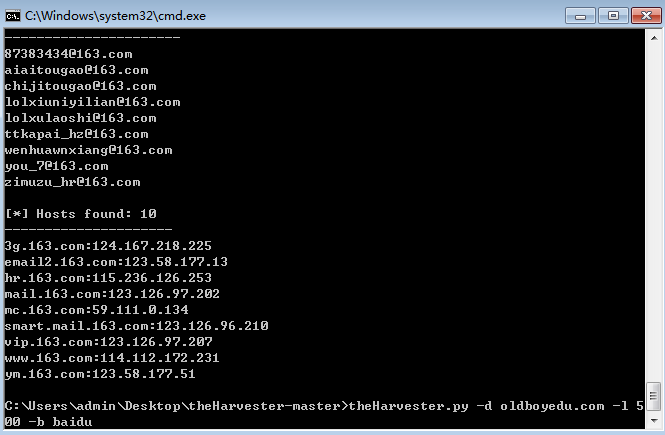 C:\Windows\system32\cmd.exe
-----------------------
87383434@163.com
aiaitougao@163.com
chijitougao@163.com
lolxiuniyilian@163.com
lolxulaoshi@163.com
ttkapai_hz@163.com
wenhuawnxiang@163.com
you_7@163.com
zimuzu_hr@163.com
[*] Hosts found: 10
---------------------
3g.163.com:124.167.218.225
email2.163.com:123.58.177.13
hr.163.com:115.236.126.253
mail.163.com:123.126.97.202
mc.163.com:59.111.0.134
smart.mail.163.com:123.126.96.210
vip.163.com:123.126.97.207
www.163.com:114.112.172.231
ym.163.com:123.58.177.51
C:\Users\admin\Desktop\theHarvester-master>theHarvester.py -d oldboyedu.com -l 5
00 -b baidu